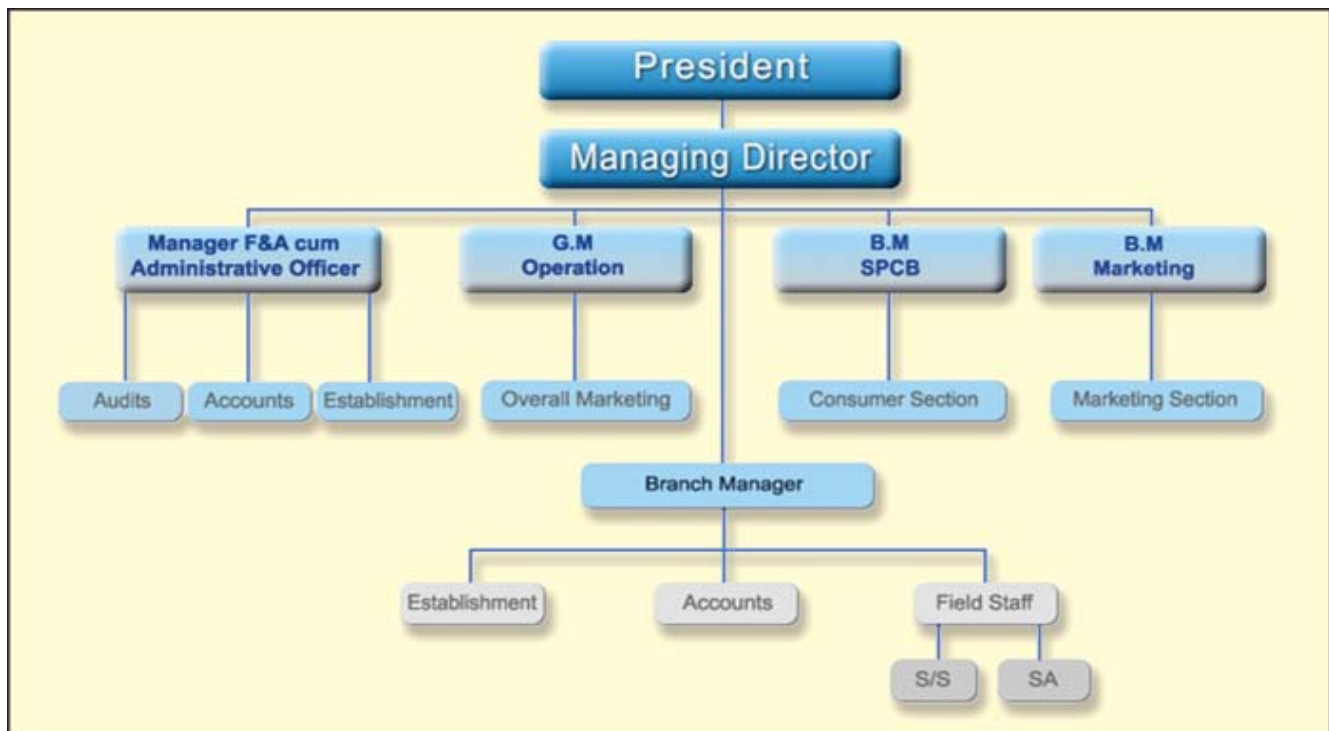 President
Managing Director
Manager F&A cum
Administrative Officer
G.M
Operation
B.M
SPCB
B.M
Marketing
Audits
Accounts
Establishment
Overall Marketing
Consumer Section
Marketing Section
Branch Manager
Establishment
Accounts
Field Staff
S/S
SA